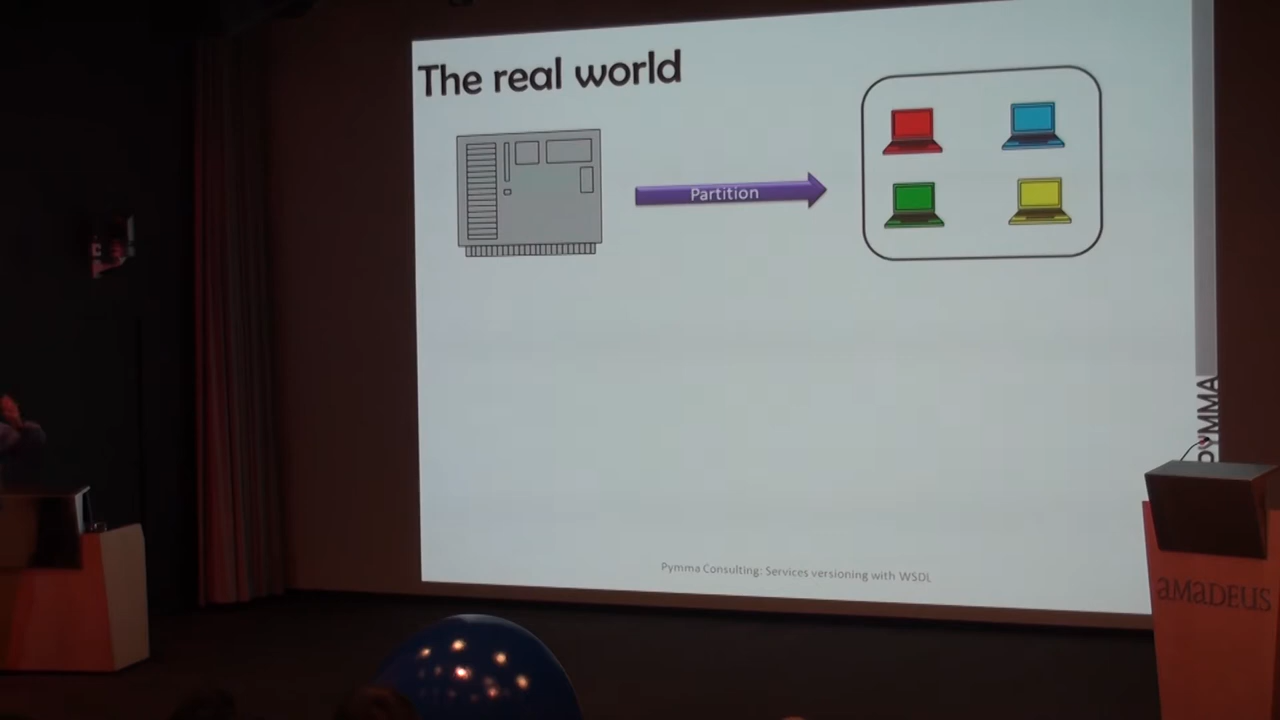 The real world
Partition
PYMMA
Pymma Consulting: Services versioning with WSDL
aMaDEUS